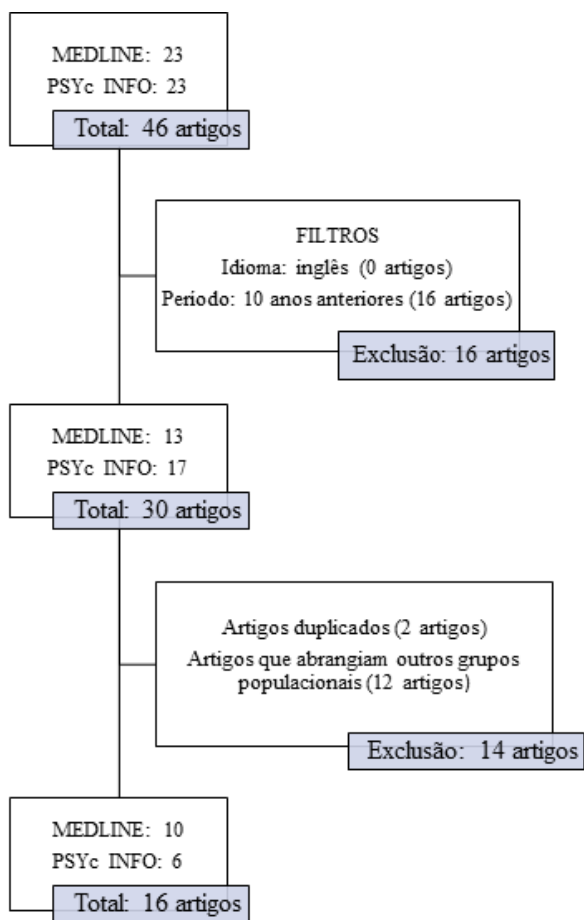 MEDLINE: 23
PSYc INFO: 23
Total: 46 artigos
FILTROS
Idioma: inglês (0 artigos)
Periodo: 10 anos anteriores (16 artigos)
Exclusão: 16 artigos
MEDLINE: 13
PSYc INFO: 17
Total: 30 artigos
Artigos duplicados (2 artigos)
Artigos que abrangiam outros grupos
populacionais (12 artigos)
Exclusão: 14 artigos
MEDLINE: 10
PSYc INFO: 6
Total: 16 artigos